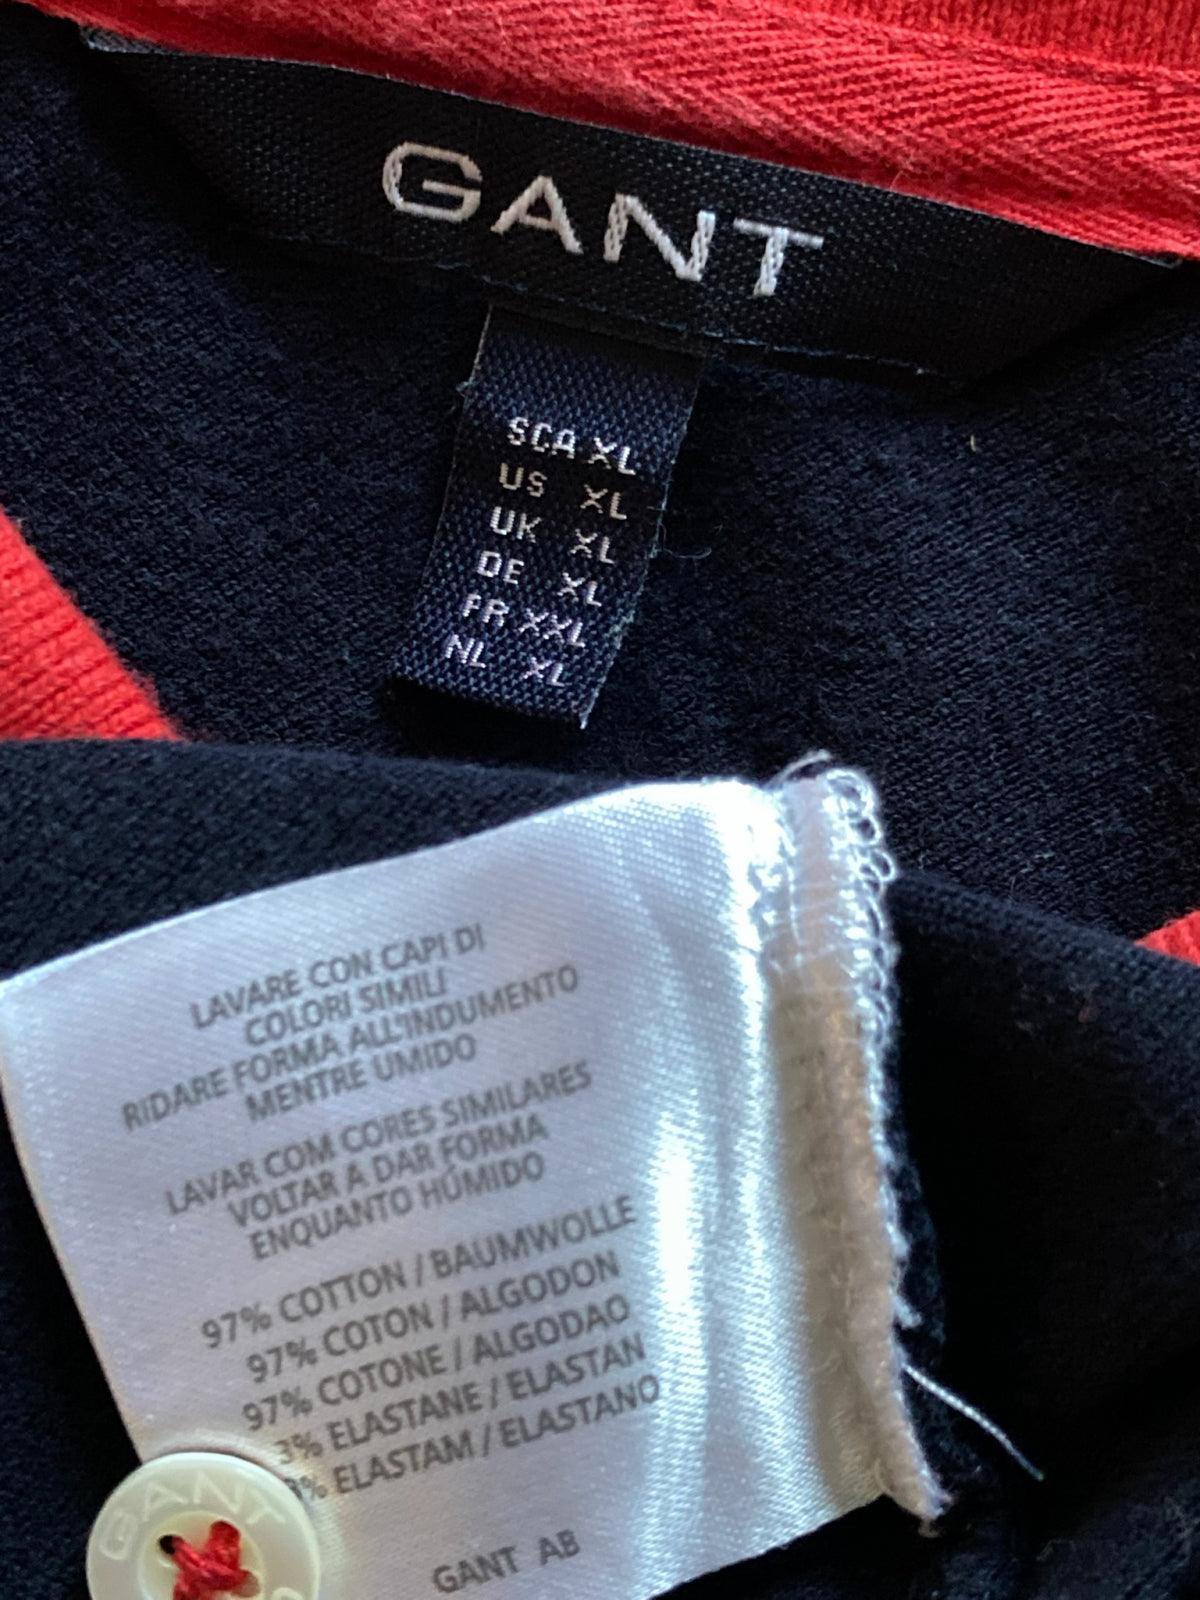 GANT
SCA XL
US XL
UK XL
DE XL
FR XXL
NL XL
LAVARE CON CAPI DI
COLORI SIMILI
RIDARE FORMA ALL'INDUMENTO
MENTRE UMIDO
LAVAR COM CORES SIMILARES
VOLTAR A DAR FORMA
ENQUANTO HÚMIDO
97% COTTON / BAUMWOLLE
97% COTON / ALGODON
97% COTONE / ALGODAO
3% ELASTANE / ELASTAN
3% ELASTAM / ELASTANO
GANT AB
GANT